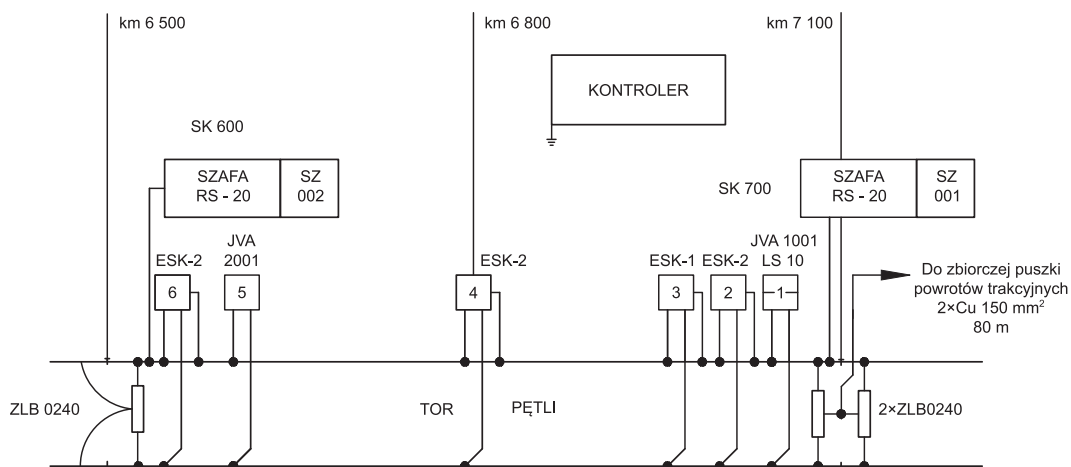 km 6 500
km 6 800
km 7 100
KONTROLER
SK 600
SZAFA
RS - 20
SZ
002
SK 700
SZAFA
RS - 20
SZ
001
ESK-2
JVA
2001
ESK-2
ESK-1
ESK-2
JVA 1001
LS 10
6
5
4
3
2
1
Do zbiorczej puszki
powrotów trakcyjnych
2×Cu 150 mm²
80 m
ZLB 0240
TOR
PĘTLI
2×ZLB0240